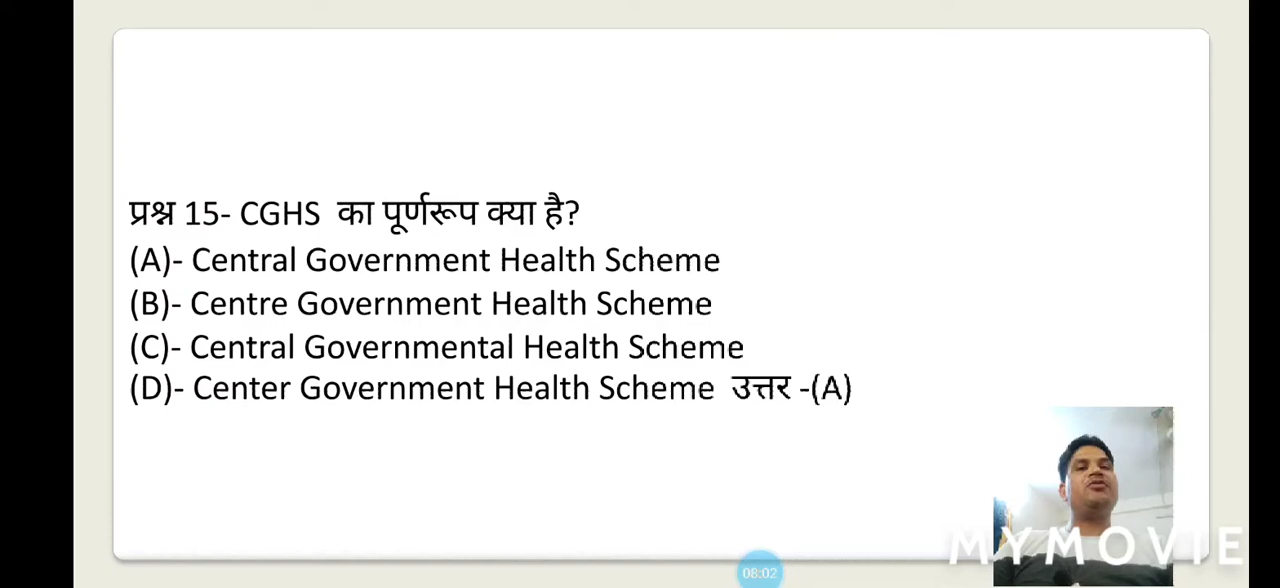 प्रश्न 15- CGHS का पूर्णरूप क्या है?
(A)- Central Government Health Scheme
(B)- Centre Government Health Scheme
(C)- Central Governmental Health Scheme
(D)- Center Government Health Scheme उत्तर -(A)
MYMOVIE
08:02